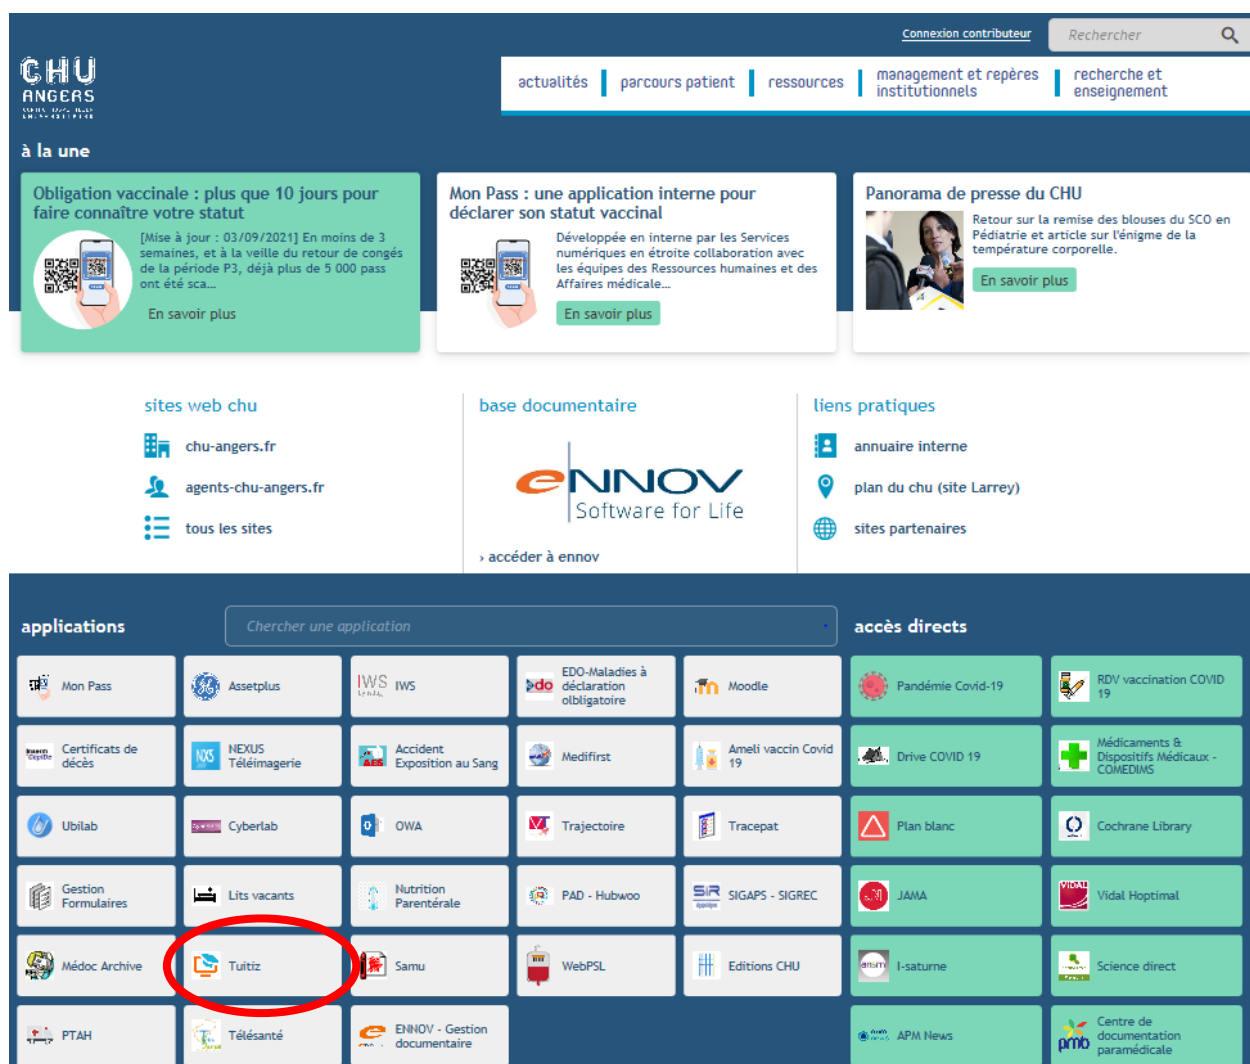 Connexion contributeur
Rechercher
CHU
ANGERS
actualités
parcours patient
ressources
management et repères
institutionnels
recherche et
enseignement
à la une
Obligation vaccinale : plus que 10 jours pour
faire connaître votre statut
[Mise à jour : 03/09/2021] En moins de 3
semaines, et à la veille du retour de congés
de la période P3, déjà plus de 5 000 pass
ont été sca...
En savoir plus
Mon Pass : une application interne pour
déclarer son statut vaccinal
Développée en interne par les Services
numériques en étroite collaboration avec
les équipes des Ressources humaines et des
Affaires médicale...
En savoir plus
Panorama de presse du CHU
Retour sur la remise des blouses du SCO en
Pédiatrie et article sur l'énigme de la
température corporelle.
En savoir plus
sites web chu
chu-angers.fr
agents-chu-angers.fr
tous les sites
base documentaire
eNNOV
Software for Life
› accéder à ennov
liens pratiques
annuaire interne
plan du chu (site Larrey)
sites partenaires
applications
Chercher une application
accès directs
Mon Pass
Assetplus
IWS
IWS
do
EDO-Maladies à
déclaration
olbligatoire
Moodle
Pandémie Covid-19
RDV vaccination COVID
19
Certificats de
décès
NXS
NEXUS
Téléimagerie
AES
Accident
Exposition au Sang
Medifirst
Ameli vaccin Covid
19
Drive COVID 19
Médicaments &
Dispositifs Médicaux -
COMEDIMS
Ubilab
Cyberlab
OWA
Trajectoire
Tracepat
Plan blanc
Cochrane Library
Gestion
Formulaires
Lits vacants
Nutrition
Parentérale
PAD - Hubwoo
SIGAPS - SIGREC
JAMA
VIDAL
Vidal Hoptimal
Médoc Archive
Tuitiz
Samu
WebPSL
Editions CHU
ansm
I-saturne
Science direct
PTAH
Télésanté
ENNOV - Gestion
documentaire
APM News
pmb
Centre de
documentation
paramédicale